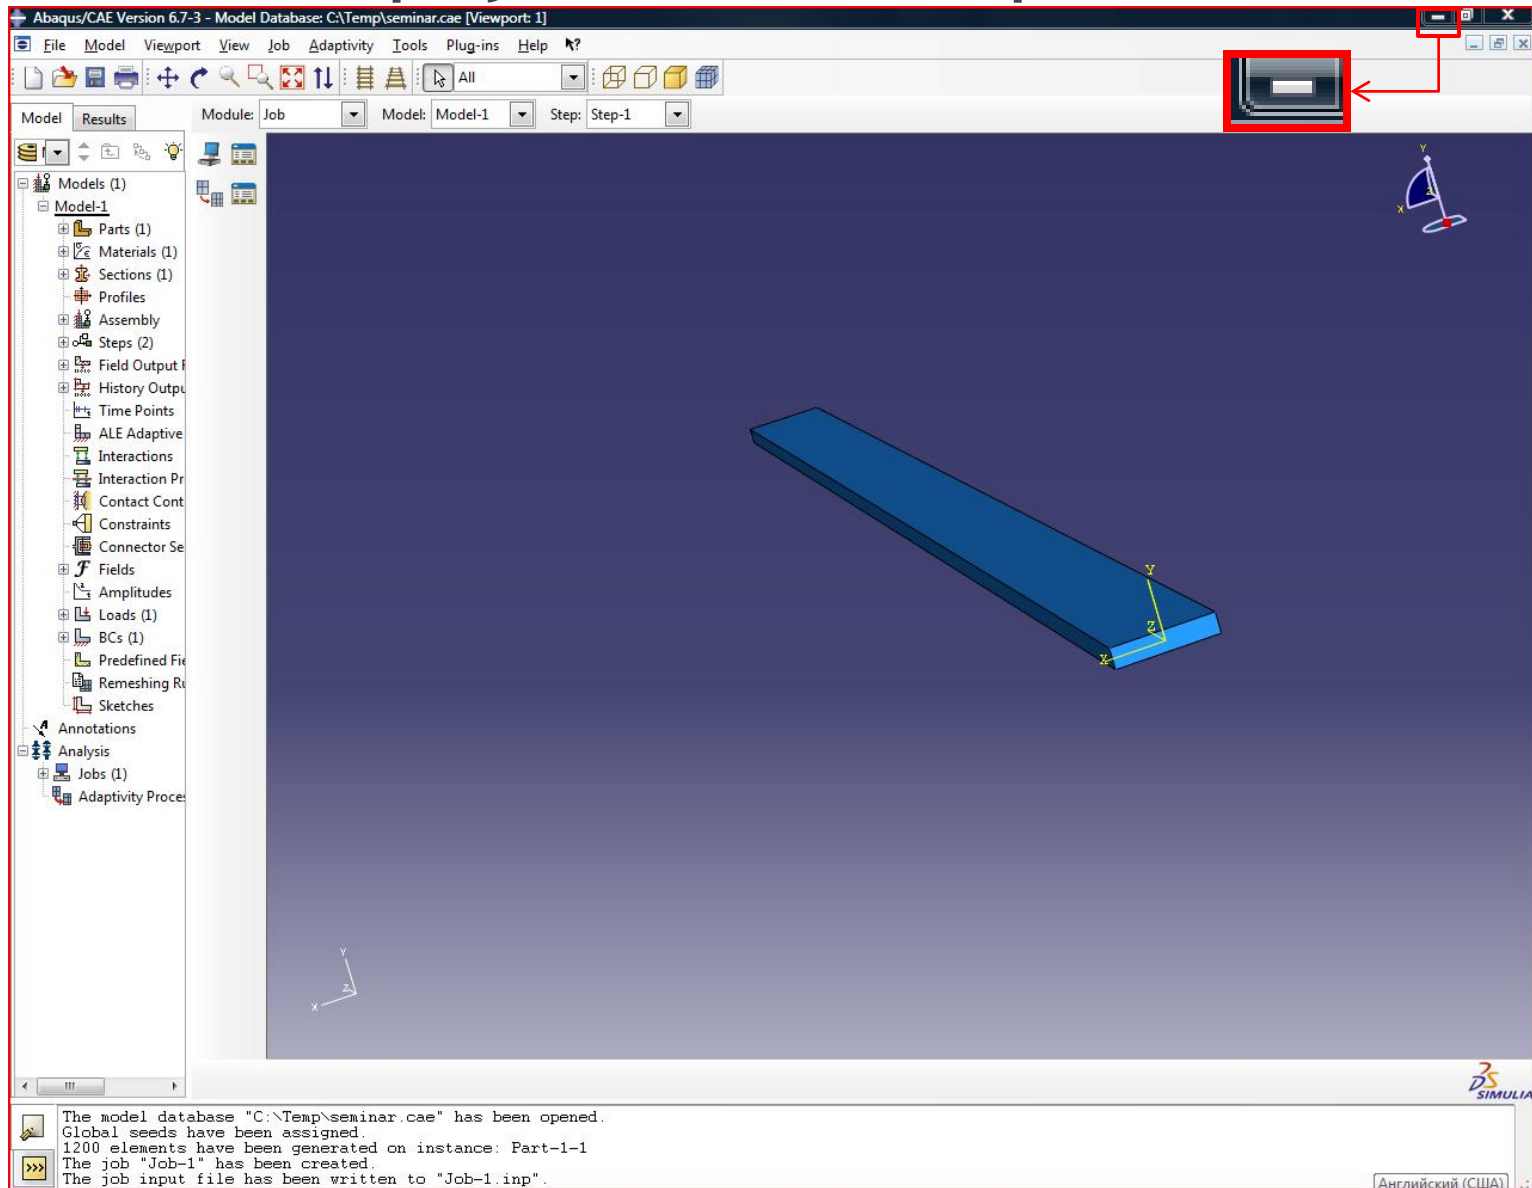 Abaqus/CAE Version 6.7-3 - Model Database: C:\Temp\seminar.cae [Viewport: 1]
File Model Viewport View Job Adaptivity Tools Plug-ins Help
All
Model Results Module: Job Model: Model-1 Step: Step-1
Models (1)
Model-1
Parts (1)
Materials (1)
Sections (1)
Profiles
Assembly
Steps (2)
Field Output
History Outpu
Time Points
ALE Adaptive
Interactions
Interaction Pr
Contact Cont
Constraints
Connector Se
Fields
Amplitudes
Loads (1)
BCs (1)
Predefined Fie
Remeshing Ru
Sketches
Annotations
Analysis
Jobs (1)
Adaptivity Proce
Y
Z
X
Y
Z
X
Y
Z
X
SIMULIA
The model database "C:\Temp\seminar.cae" has been opened.
Global seeds have been assigned.
1200 elements have been generated on instance: Part-1-1
The job "Job-1" has been created.
The job input file has been written to "Job-1.inp".
Английский (США)